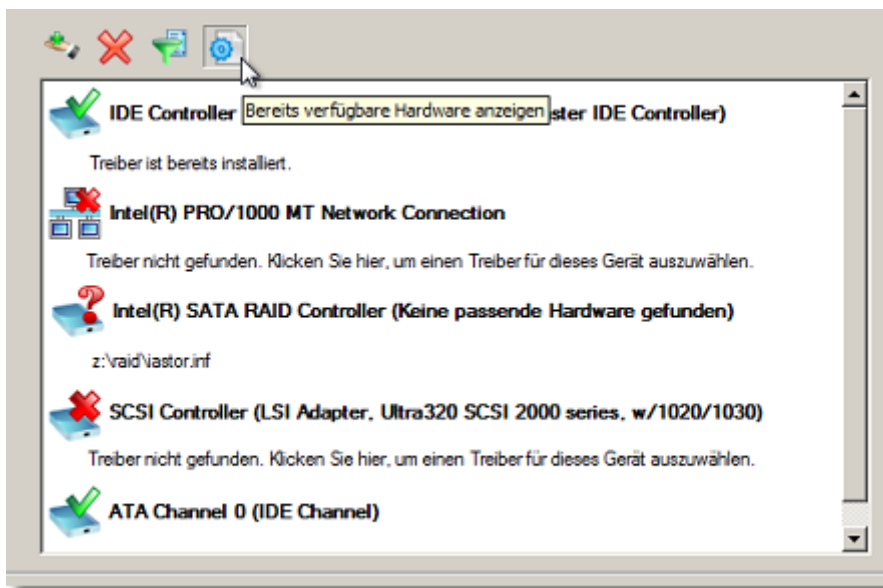 IDE Controller
Bereits verfügbare Hardware anzeigen
ster IDE Controller)
Treiber ist bereits installiert.
Intel(R) PRO/1000 MT Network Connection
Treiber nicht gefunden. Klicken Sie hier, um einen Treiber für dieses Gerät auszuwählen.
Intel(R) SATA RAID Controller (Keine passende Hardware gefunden)
z:\raid\iastor.inf
SCSI Controller (LSI Adapter, Ultra320 SCSI 2000 series, w/1020/1030)
Treiber nicht gefunden. Klicken Sie hier, um einen Treiber für dieses Gerät auszuwählen.
ATA Channel 0 (IDE Channel)